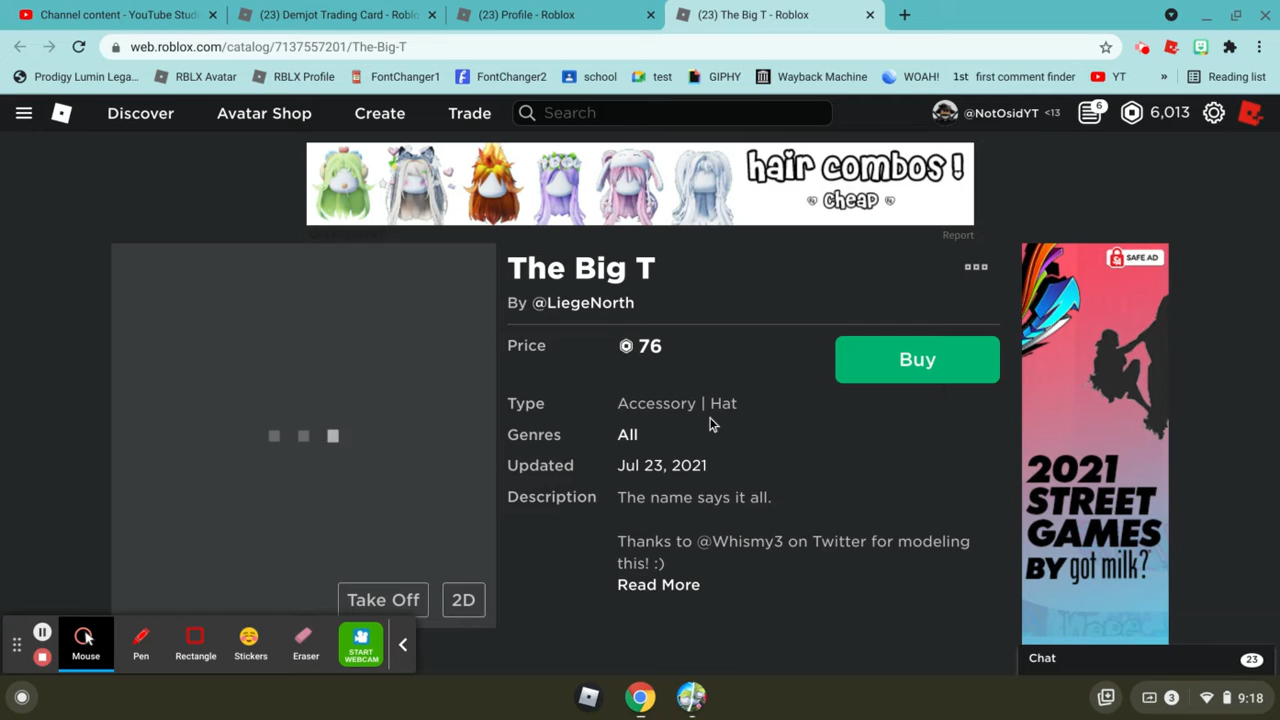 Channel content - YouTube Stud
(23) Demjot Trading Card - Roblo
(23) Profile - Roblox
(23) The Big T - Roblox
web.roblox.com/catalog/7137557201/The-Big-T
Prodigy Lumin Lega...
RBLX Avatar
RBLX Profile
FontChanger1
FontChanger2
school
test
GIPHY
Wayback Machine
WOAH!
1st first comment finder
YT
»
Reading list
Discover
Avatar Shop
Create
Trade
Search
@NotOsidYT <13
6
6,013
hair combos!
cheap
Report
The Big T
By @LiegeNorth
Price 76
Buy
Type Accessory | Hat
Genres All
Updated Jul 23, 2021
Description The name says it all.
Thanks to @Whismy3 on Twitter for modeling
this! :)
Read More
Take Off
2D
SAFE AD
2021
STREET
GAMES
BY got milk?
Mouse
Pen
Rectangle
Stickers
Eraser
START
WEBCAM
Chat
23
3
9:18